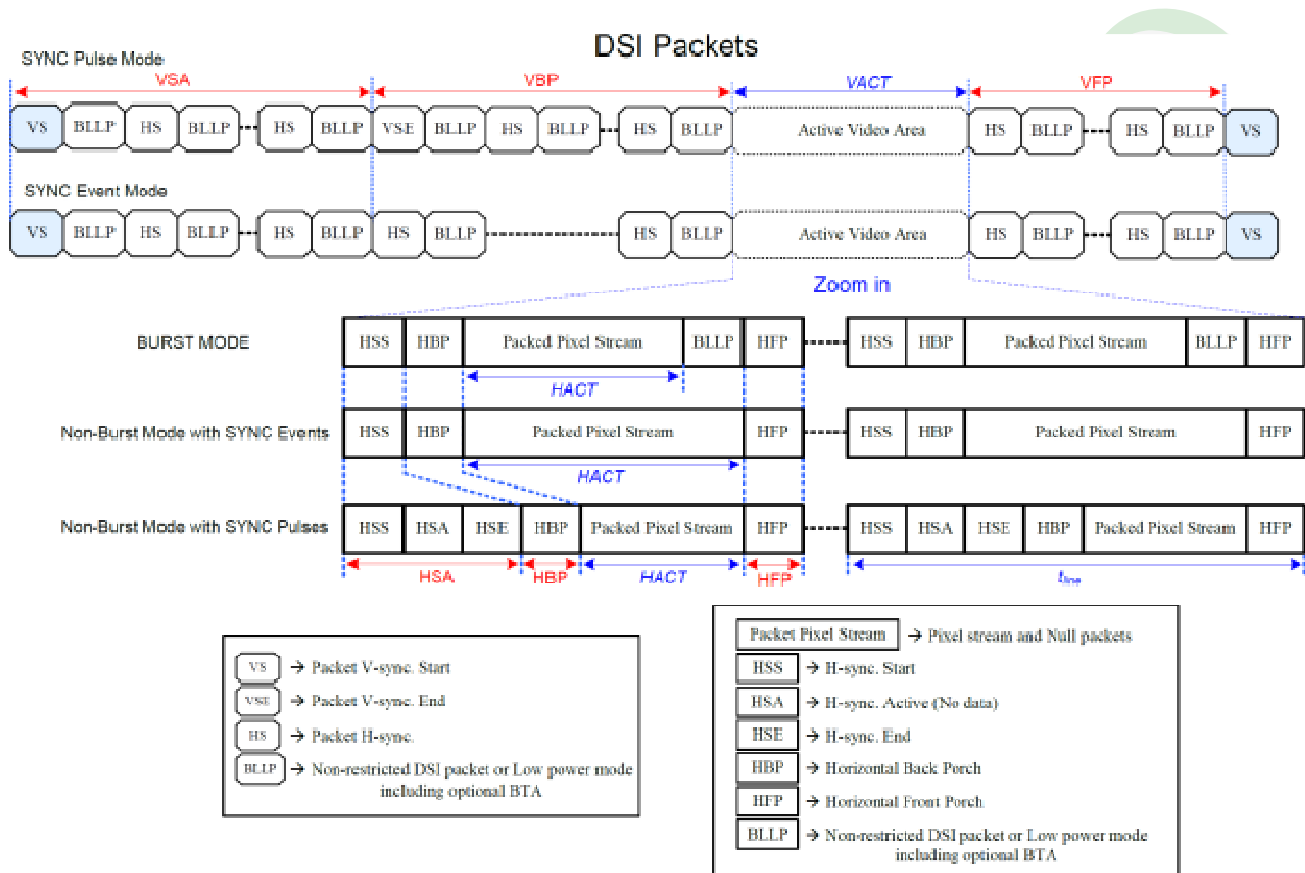 DSI Packets
SYNC Pulse Mode
VSA VBP VACT VFP
VS BLLP HS BLLP HS BLLP VSE BLLP HS BLLP HS BLLP Active Video Area HS BLLP HS BLLP VS
SYNC Event Mode
VS BLLP HS BLLP HS BLLP HS BLLP HS BLLP Active Video Area HS BLLP HS BLLP VS
Zoom in
BURST MODE HSS HBP Packed Pixel Stream BLLP HFP HSS HBP Packed Pixel Stream BLLP HFP
HACT
Non-Burst Mode with SYNC Events HSS HBP Packed Pixel Stream HFP HSS HBP Packed Pixel Stream HFP
HACT
Non-Burst Mode with SYNC Pulses HSS HSA HSE HBP Packed Pixel Stream HFP HSS HSA HSE HBP Packed Pixel Stream HFP
HSA HBP HACT HFP tline
VS → Packet V-sync. Start
VSE → Packet V-sync. End
HS → Packet H-sync.
BLLP → Non-restricted DSI packet or Low power mode
including optional BTA
Packet Pixel Stream → Pixel stream and Null packets
HSS → H-sync. Start
HSA → H-sync. Active (No data)
HSE → H-sync. End
HBP → Horizontal Back Porch
HFP → Horizontal Front Porch
BLLP → Non-restricted DSI packet or Low power mode
including optional BTA